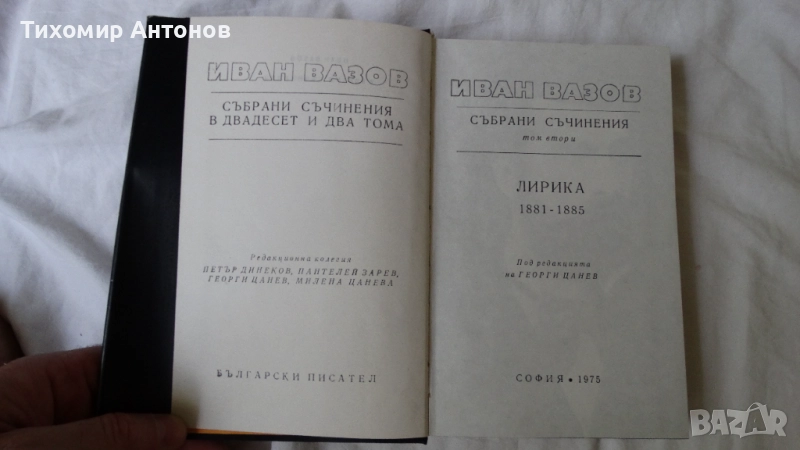 Тихомир Антонов
ИВАН ВАЗОВ
СЪБРАНИ СЪЧИНЕНИЯ
В ДВАДЕСЕТ И ДВА ТОМА
Редакционна колегия
ПЕТЪР ДИНЕКОВ, ПАНТЕЛЕЙ ЗАРЕВ,
ГЕОРГИ ЦАНЕВ, МИЛЕНА ЦАНЕВА
БЪЛГАРСКИ ПИСАТЕЛ
ИВАН ВАЗОВ
СЪБРАНИ СЪЧИНЕНИЯ
том втори
ЛИРИКА
1881-1885
Под редакцията
на ГЕОРГИ ЦАНЕВ
СОФИЯ • 1975
BAZAR